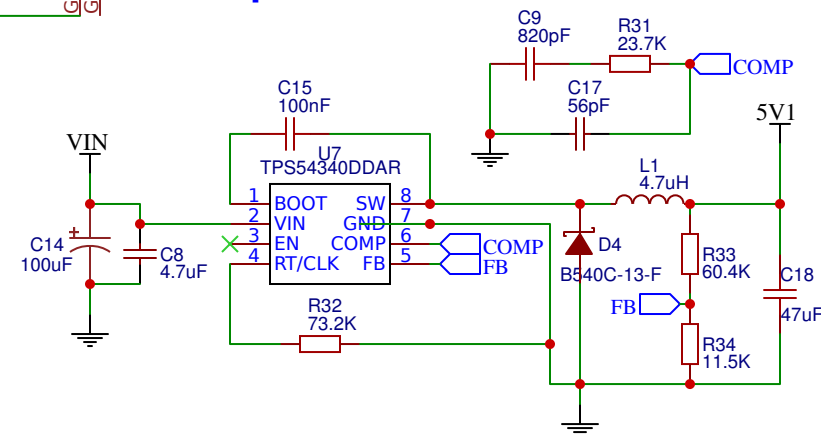 G
G
C9
820pF
R31
23.7K
COMP
C15
100nF
C17
56pF
5V1
VIN
U7
TPS54340DDAR
L1
4.7uH
1 BOOT SW 8
2 VIN GND 7
3 EN COMP 6 COMP
4 RT/CLK FB 5 FB
C14
100uF
C8
4.7uF
D4
B540C-13-F
R33
60.4K
C18
47uF
FB
R32
73.2K
R34
11.5K